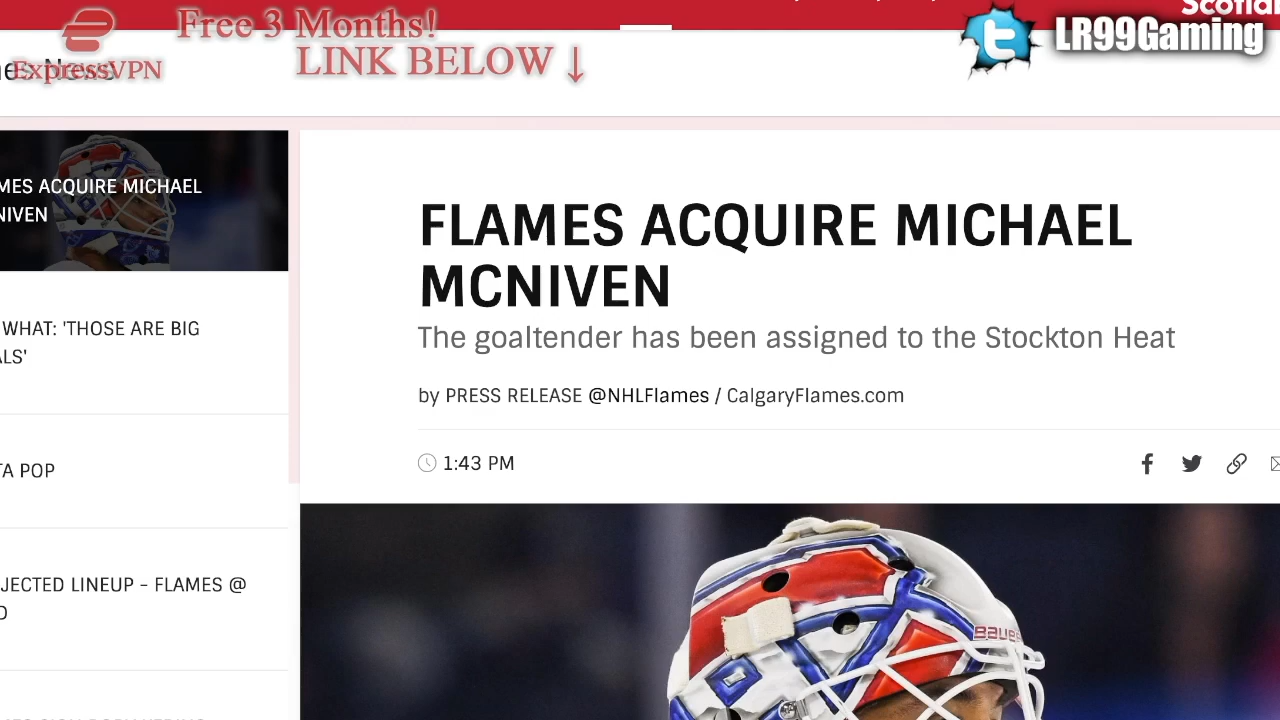 Free 3 Months!
LINK BELOW ↓
ExpressVPN
LR99Gaming
FLAMES ACQUIRE MICHAEL
MCNIVEN
The goaltender has been assigned to the Stockton Heat
by PRESS RELEASE @NHLFlames / CalgaryFlames.com
1:43 PM
MES ACQUIRE MICHAEL
NIVEN
WHAT: 'THOSE ARE BIG
ALS'
TA POP
JECTED LINEUP - FLAMES @
BAUER